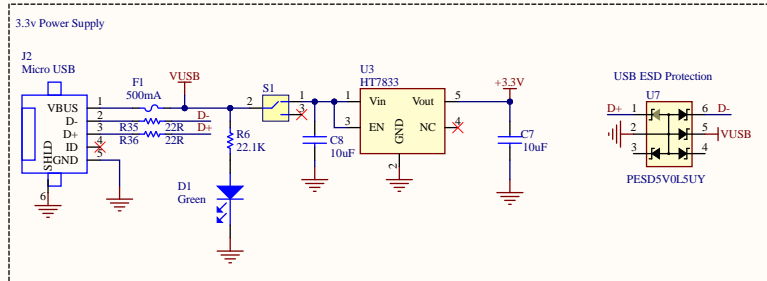 3.3v Power Supply
J2
Micro USB
VBUS
D-
D+
ID
GND
SHLD
1
2
3
4
5
6
F1
500mA
VUSB
R35
22R
D-
R36
22R
D+
R6
22.1K
D1
Green
S1
2
1
3
C8
10uF
U3
HT7833
1
Vin
Vout
5
3
EN
GND
NC
4
2
+3.3V
C7
10uF
USB ESD Protection
U7
D+
1
6
D-
2
5
VUSB
3
4
PESD5V0L5UY